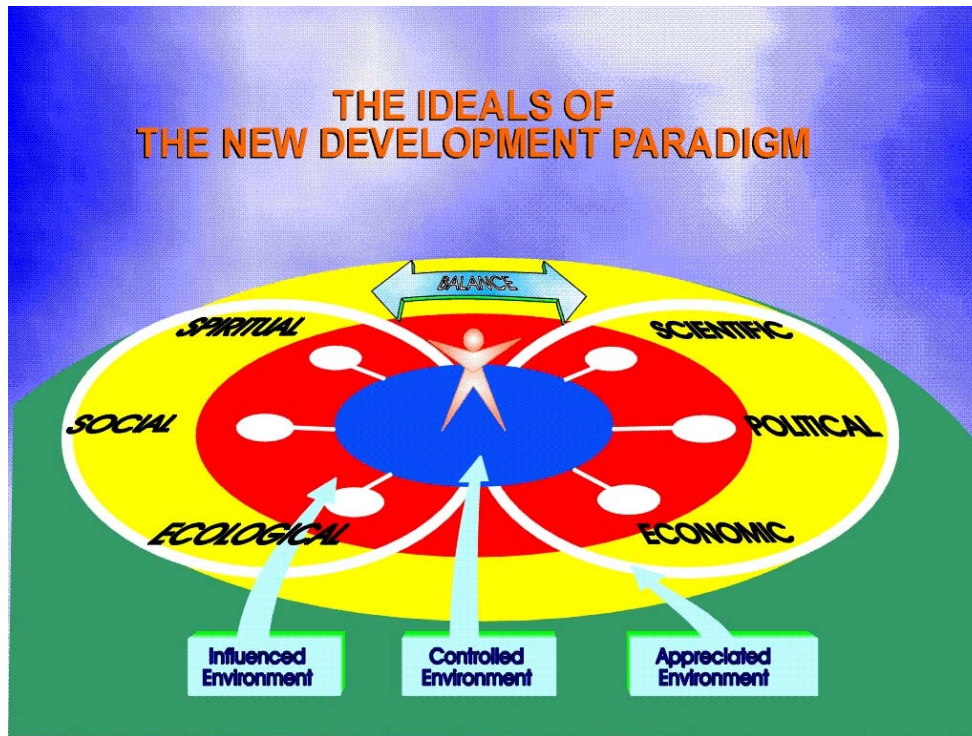 THE IDEALS OF
THE NEW DEVELOPMENT PARADIGM
BALANCE
SPIRITUAL
SCIENTIFIC
SOCIAL
POLITICAL
ECOLOGICAL
ECONOMIC
Influenced
Environment
Controlled
Environment
Appreciated
Environment